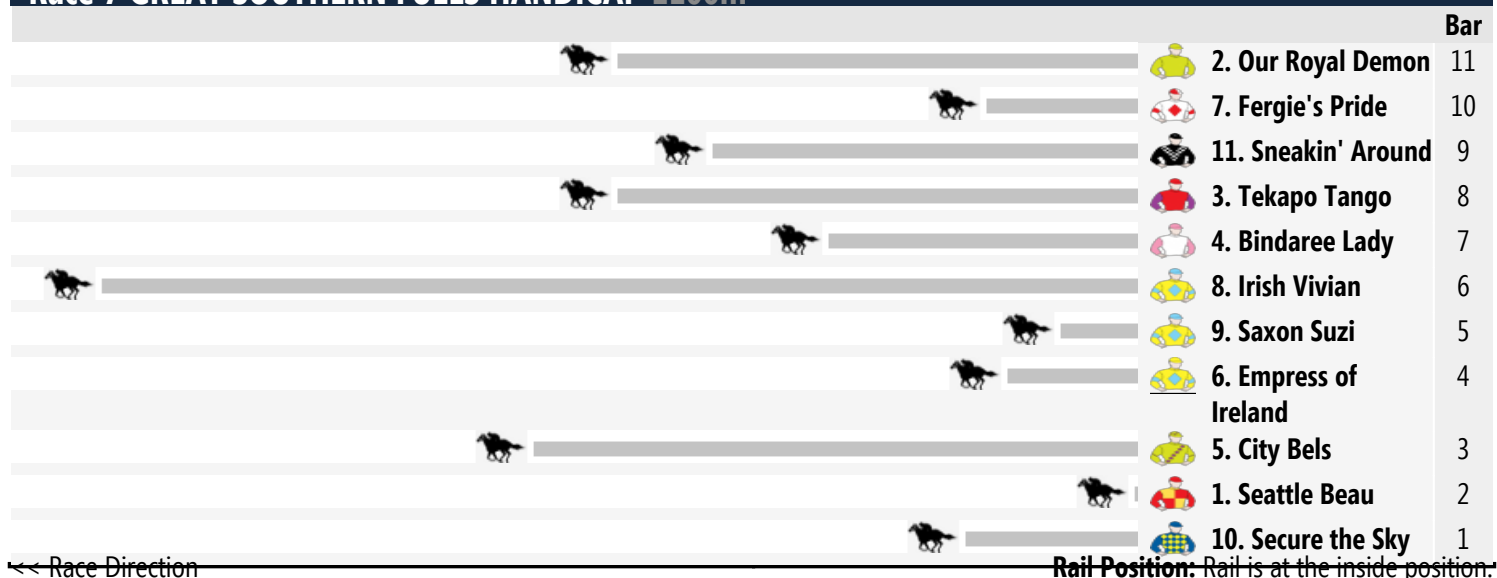 Bar
2. Our Royal Demon 11
7. Fergie's Pride 10
11. Sneakin' Around 9
3. Tekapo Tango 8
4. Bindaree Lady 7
8. Irish Vivian 6
9. Saxon Suzi 5
6. Empress of 4
Ireland
5. City Bels 3
1. Seattle Beau 2
10. Secure the Sky 1
<< Race Direction Rail Position: Rail is at the inside position.